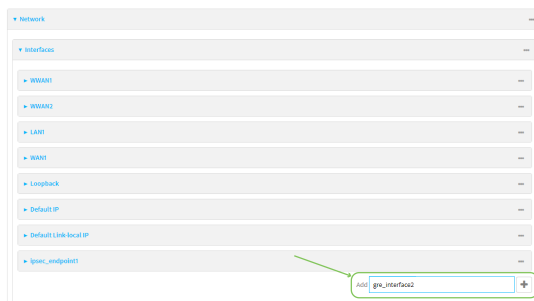 Network
Interfaces
WWAN1
WWAN2
LAN1
WAN1
Loopback
Default IP
Default Link-local IP
ipsec_endpoint1
Add gre_interface2